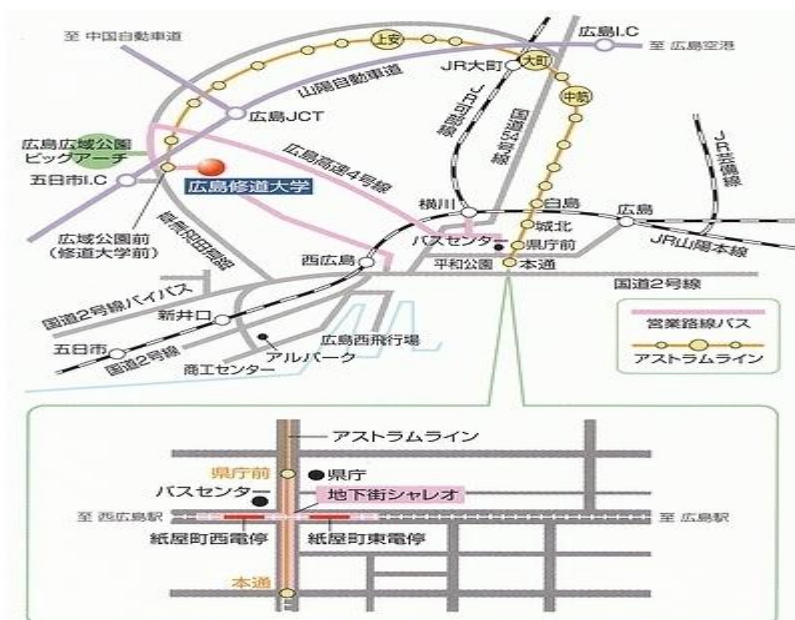 至 中国自動車道
上安
広島I.C
至 広島空港
JR大町
大町
山陽自動車道
中筋
JR可部線
広島JCT
広島広域公園
ビッグアーチ
広島高速4号線
五日市I.C
広島修道大学
横川
白島
広島
城北
バスセンター
県庁前
JR山陽本線
広域公園前
(修道大学前)
西広島
平和公園
本通
国道2号線
国道2号線バイパス
新井口
営業路線バス
五日市
国道2号線
広島西飛行場
アストラムライン
アルパーク
商工センター
アストラムライン
県庁前
県庁
バスセンター
地下街シャレオ
至 西広島駅
至 広島駅
紙屋町西電停
紙屋町東電停
本通